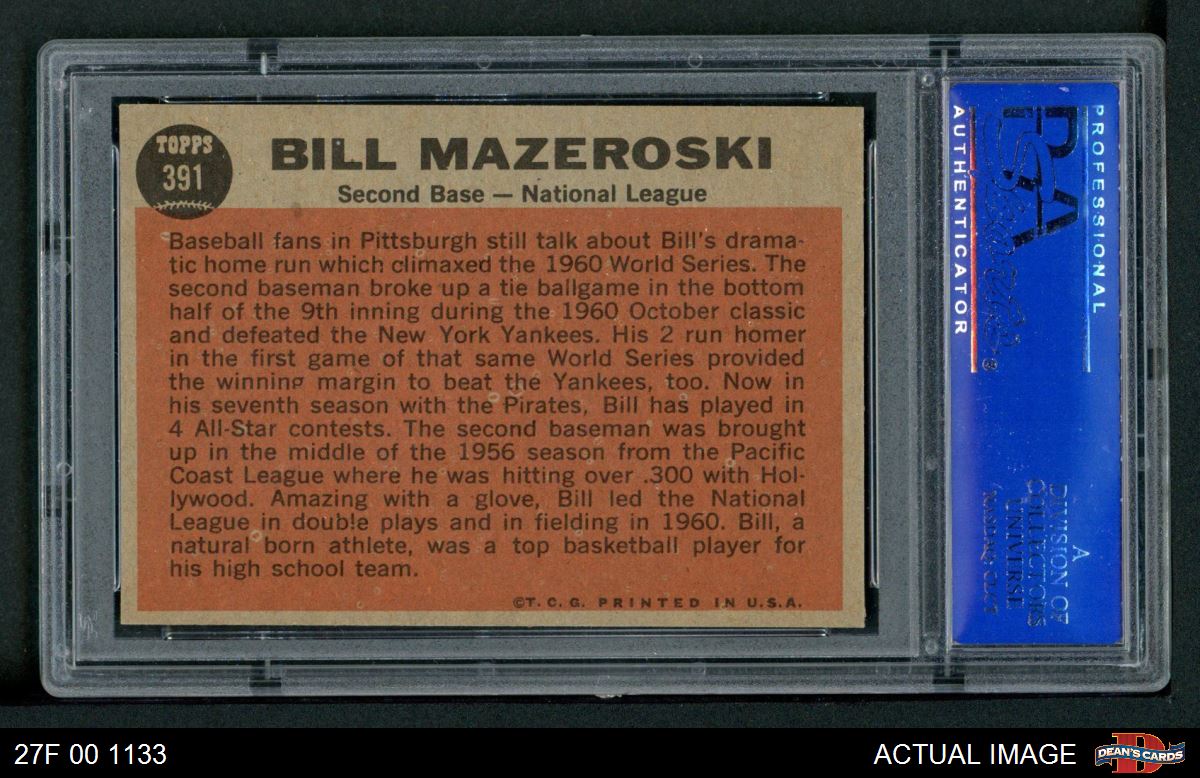 TOPPS
391
BILL MAZEROSKI
Second Base — National League
Baseball fans in Pittsburgh still talk about Bill's drama-
tic home run which climaxed the 1960 World Series. The
second baseman broke up a tie ballgame in the bottom
half of the 9th inning during the 1960 October classic
and defeated the New York Yankees. His 2 run homer
in the first game of that same World Series provided
the winning margin to beat the Yankees, too. Now in
his seventh season with the Pirates, Bill has played in
4 All-Star contests. The second baseman was brought
up in the middle of the 1956 season from the Pacific
Coast League where he was hitting over .300 with Hol-
lywood. Amazing with a glove, Bill led the National
League in double plays and in fielding in 1960. Bill, a
natural born athlete, was a top basketball player for
his high school team.
©T. C. G. PRINTED IN U.S.A.
PROFESSIONAL
PSA
®
AUTHENTICATOR
A
DIVISION OF
COLLECTORS
UNIVERSE
27F 00 1133
ACTUAL IMAGE
DEAN'S CARDS